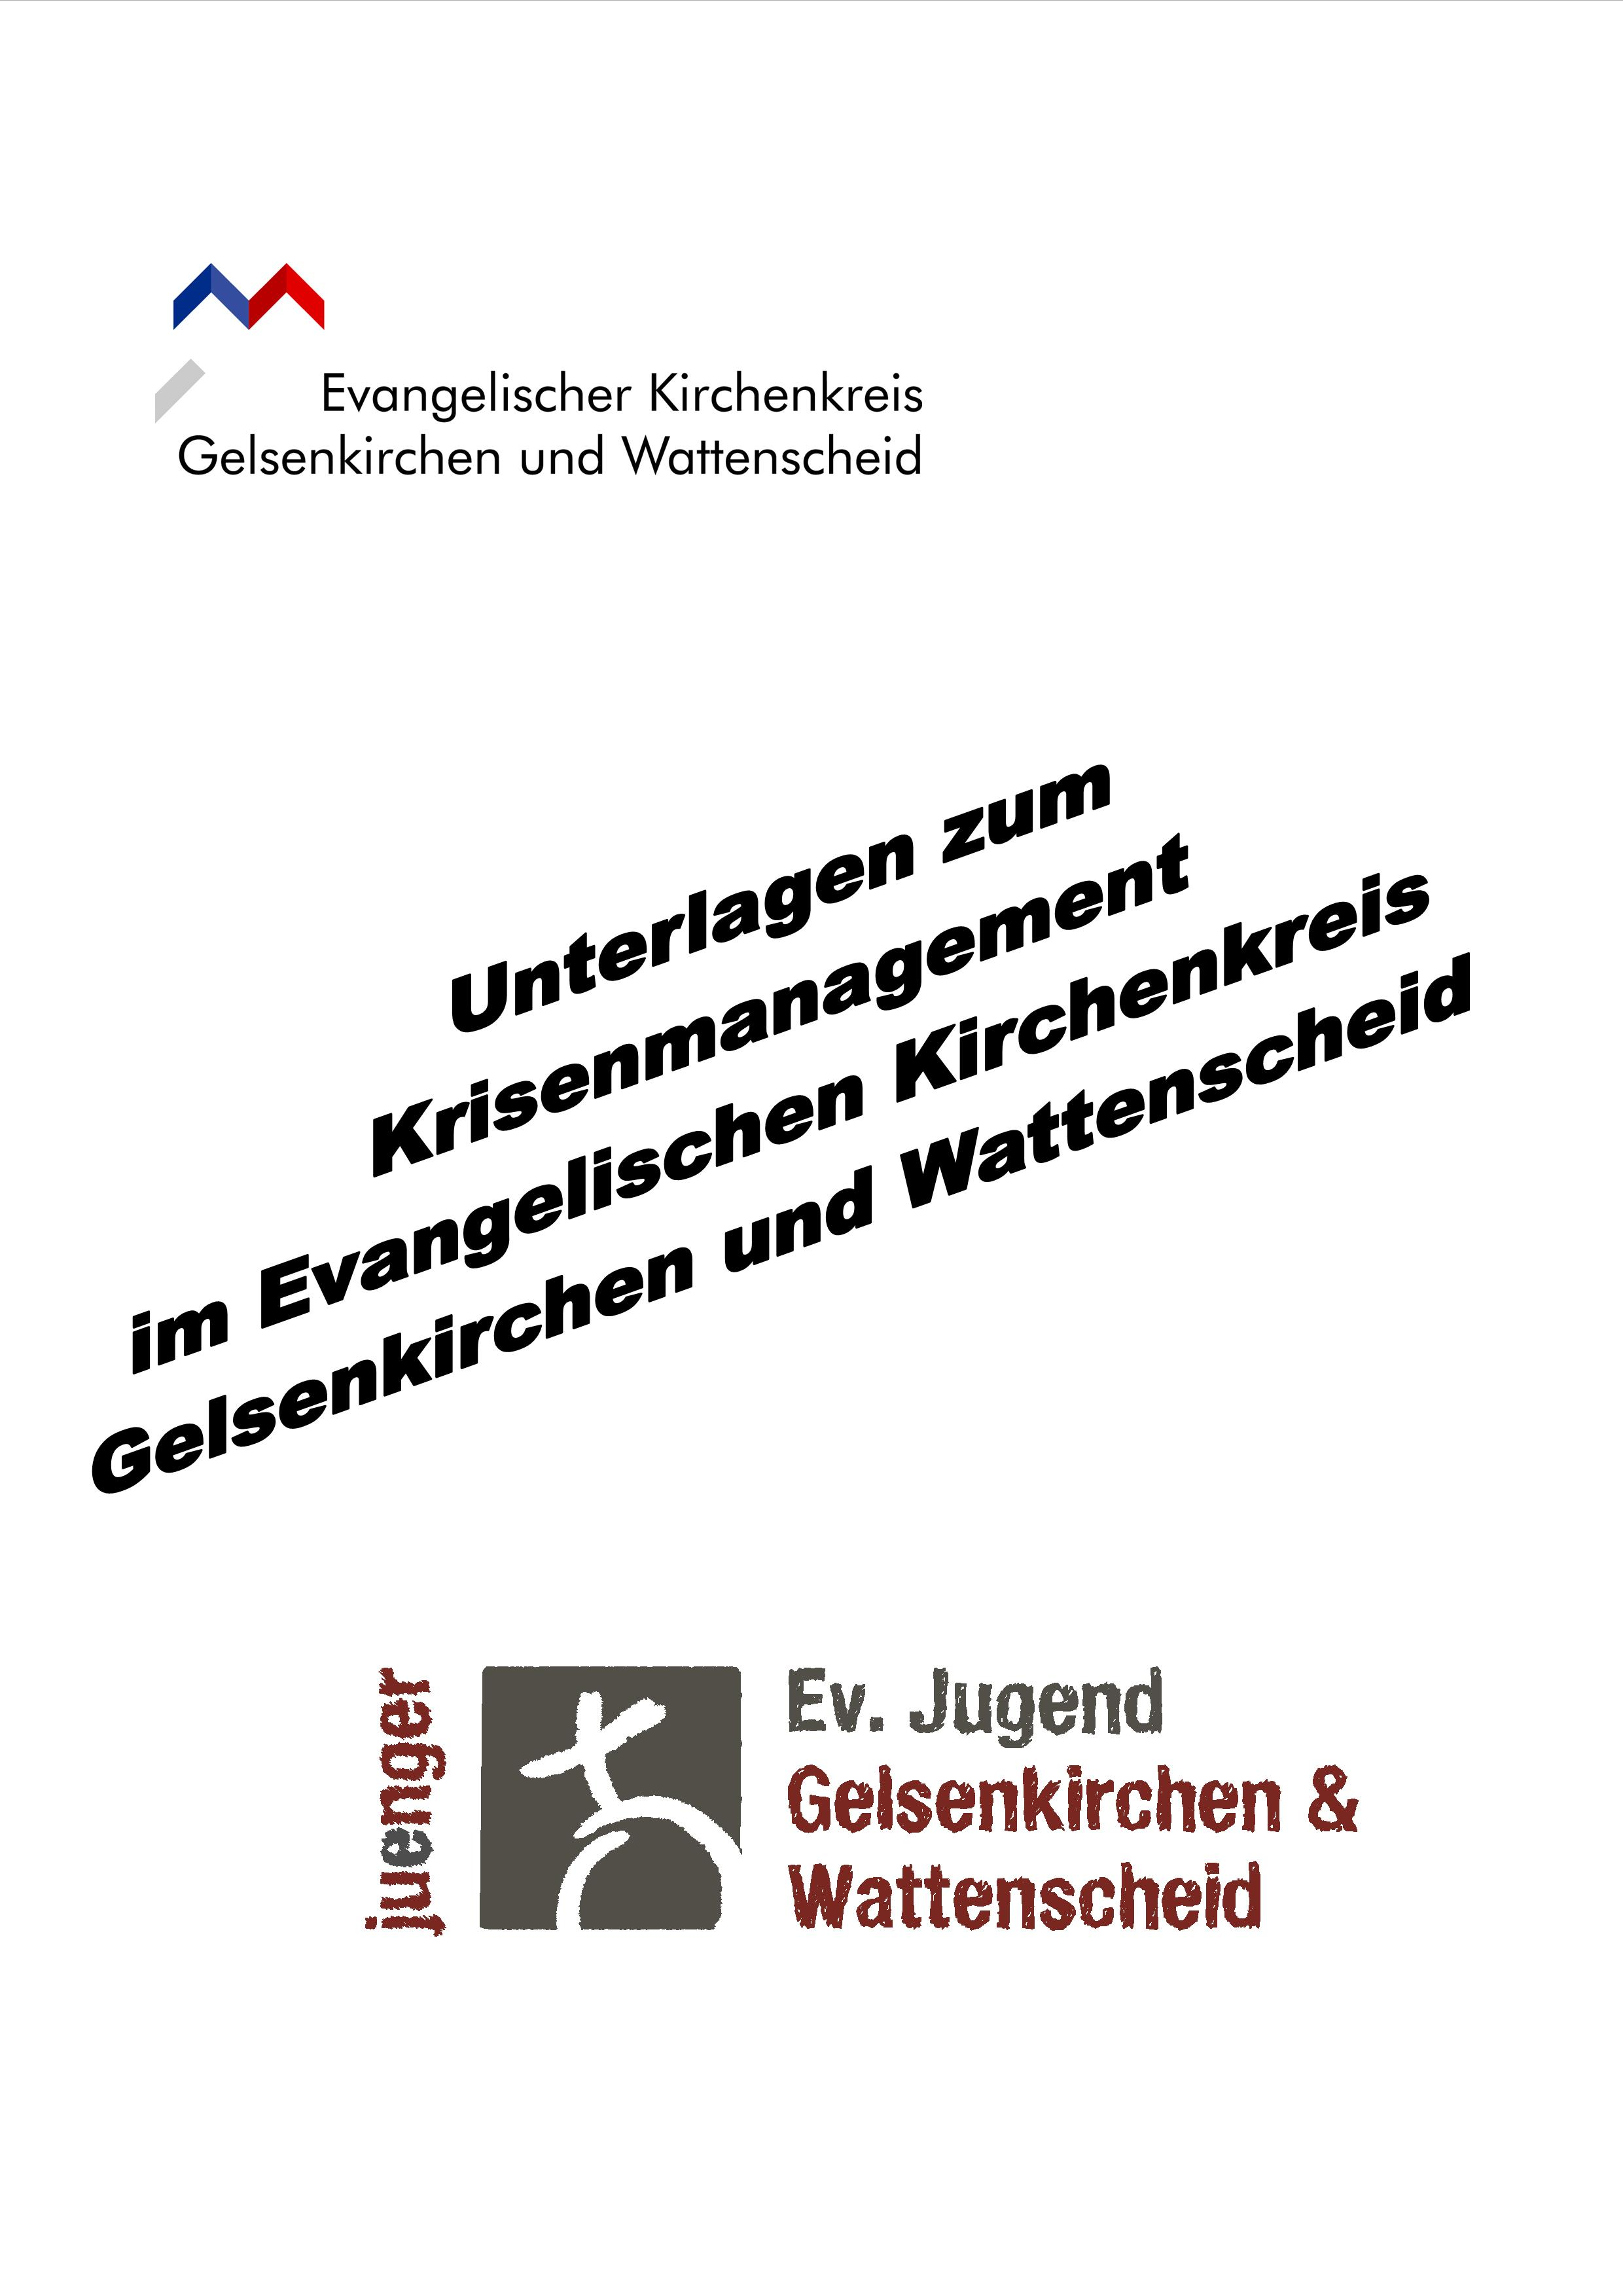 Evangelischer Kirchenkreis
Gelsenkirchen und Wattenscheid
Unterlagen zum
Krisenmanagement
im Evangelischen Kirchenkreis
Gelsenkirchen und Wattenscheid
juenger
Ev. Jugend
Gelsenkirchen &
Wattenscheid